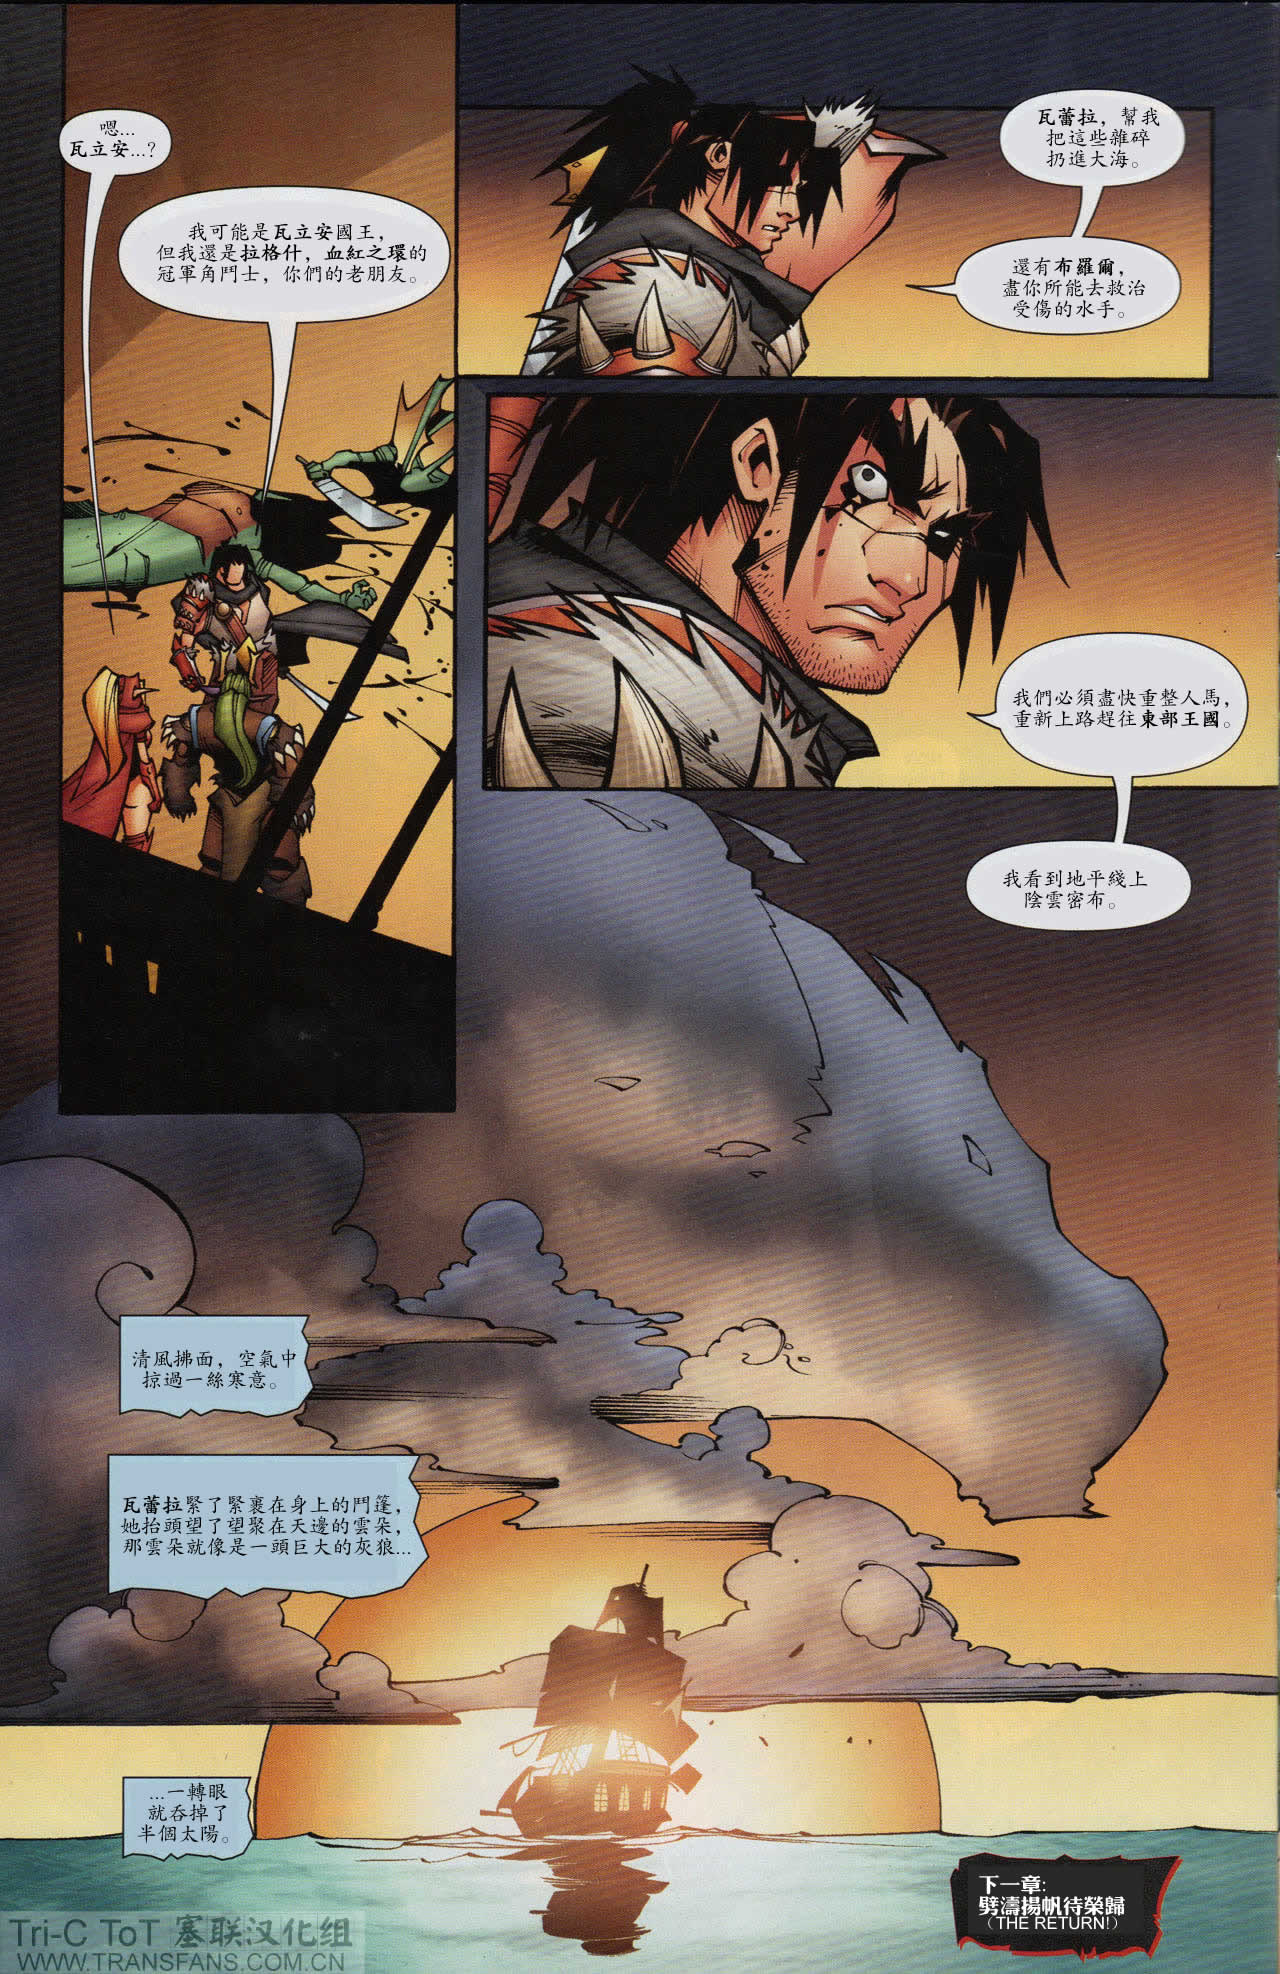 嗯...
瓦立安...?
我可能是瓦立安國王，
但我還是拉格什，血紅之環的
冠軍角鬥士，你們的老朋友。
瓦蕾拉，幫我
把這些雜碎
扔進大海。
還有布羅爾，
盡你所能去救治
受傷的水手。
我們必須盡快重整人馬，
重新上路趕往東部王國。
我看到地平綫上
陰雲密布。
清風拂面，空氣中
掠過一絲寒意。
瓦蕾拉緊了緊裹在身上的鬥篷，
她抬頭望了望聚在天邊的雲朵，
那雲朵就像是一頭巨大的灰狼...
...一轉眼
就吞掉了
半個太陽。
下一章:
劈濤揚帆待榮歸
（THE RETURN!）
Tri-C ToT 塞联汉化组
WWW.TRANSFANS.COM.CN